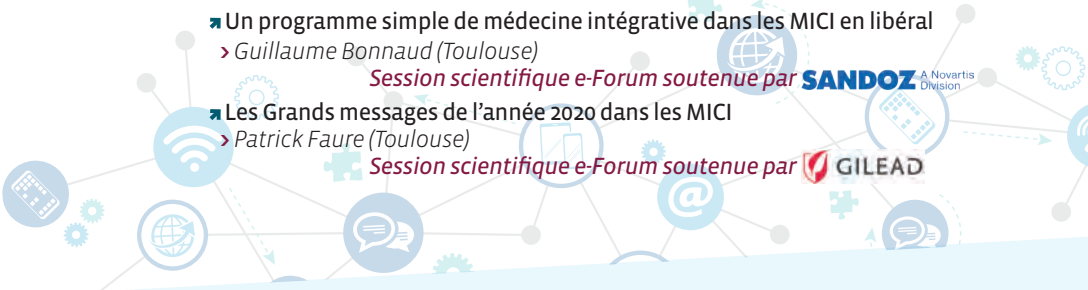 Un programme simple de médecine intégrative dans les MICI en libéral
› Guillaume Bonnaud (Toulouse)
Session scientifique e-Forum soutenue par SANDOZ A Novartis Division
Les Grands messages de l'année 2020 dans les MICI
› Patrick Faure (Toulouse)
Session scientifique e-Forum soutenue par GILEAD
@